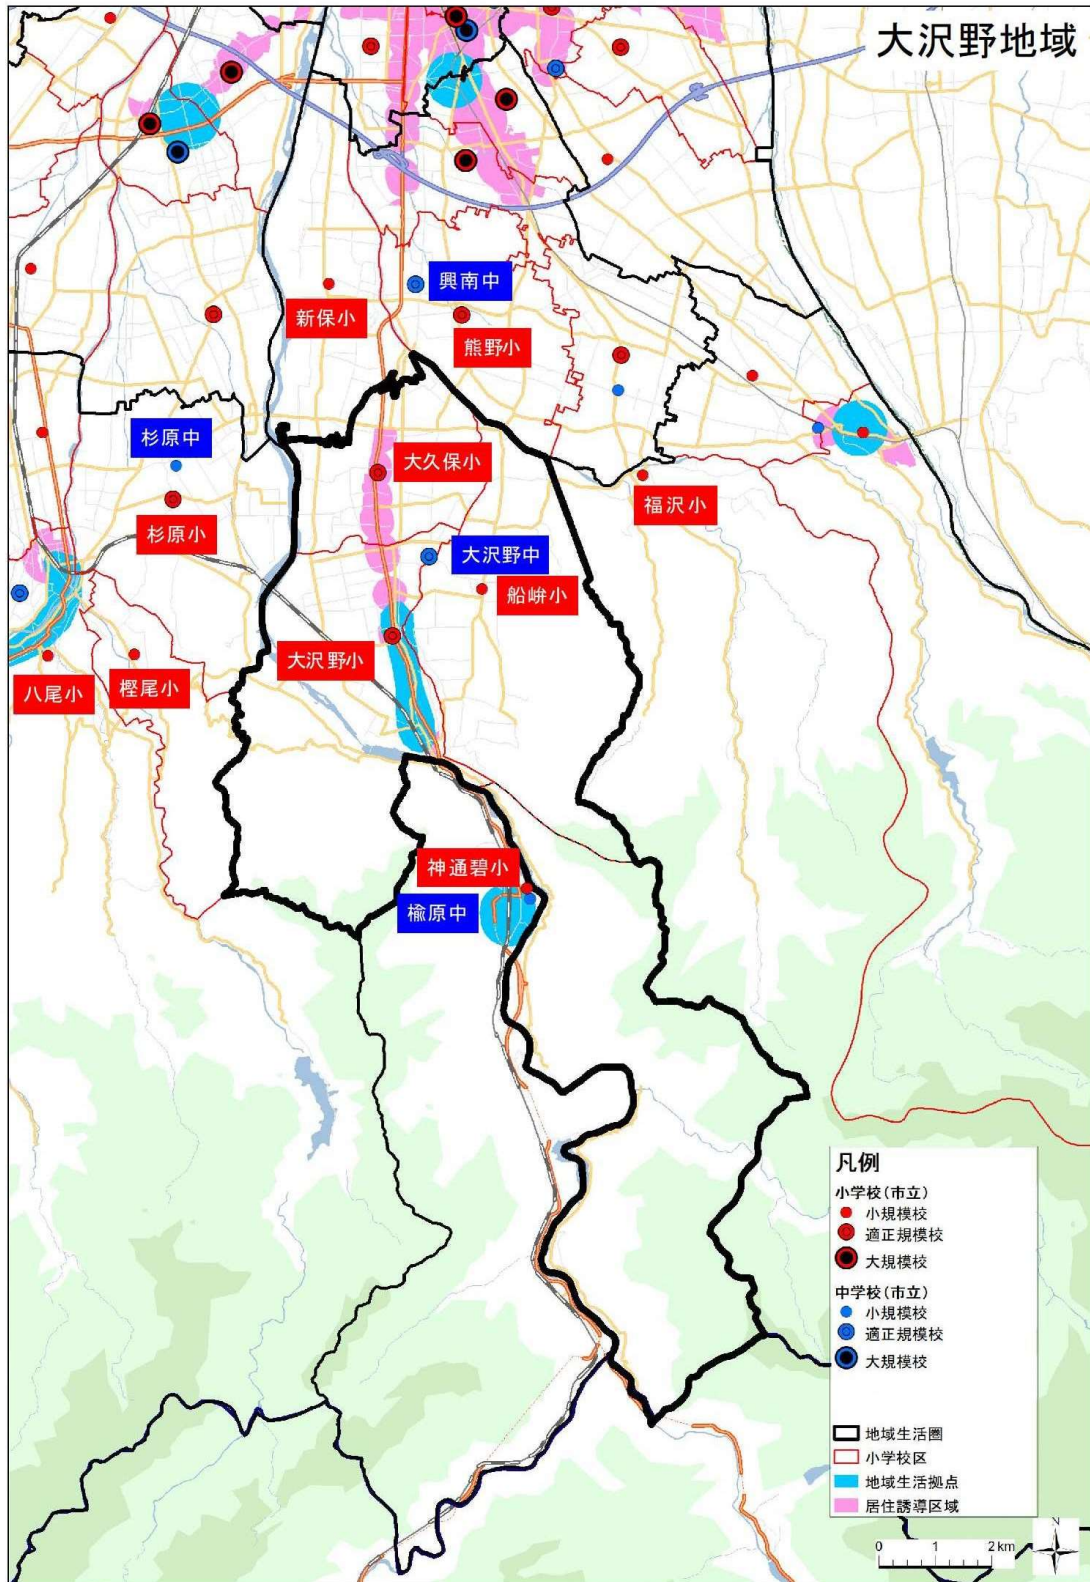 大沢野地域
興南中
新保小
熊野小
杉原中
大久保小
福沢小
杉原小
大沢野中
船峅小
大沢野小
八尾小
樫尾小
神通碧小
楡原中
凡例
小学校(市立)
小規模校
適正規模校
大規模校
中学校(市立)
小規模校
適正規模校
大規模校
地域生活圏
小学校区
地域生活拠点
居住誘導区域
0 1 2 km
N